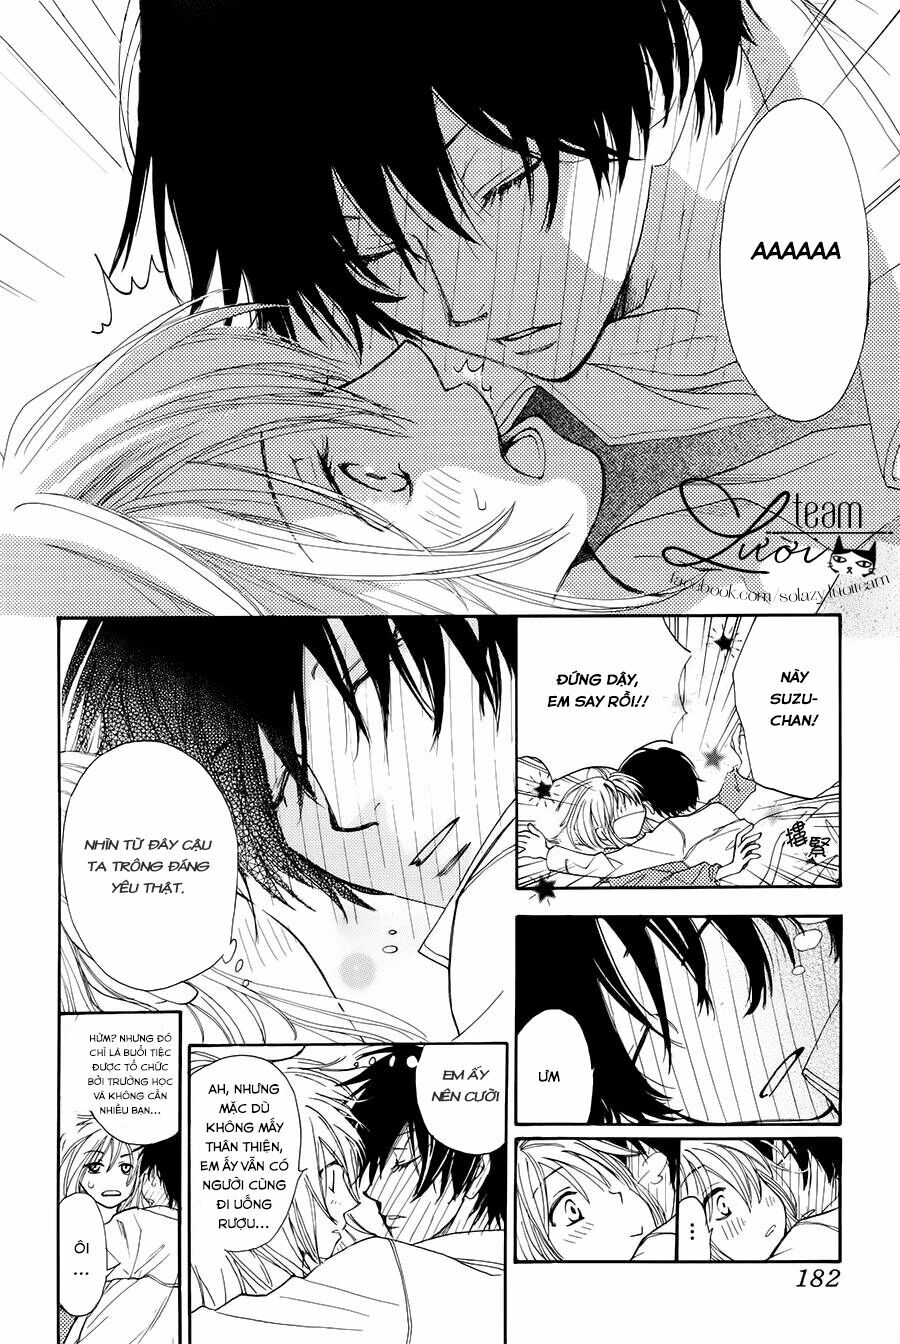 AAAAAA
team
Lười
facebook.com/solazy.luoiteam
NÀY
SUZU-
CHAN!
ĐỨNG DẬY,
EM SAY RỒI!!
NHÌN TỪ ĐÂY CẬU
TA TRÔNG ĐÁNG
YÊU THẬT.
ƯM
...
EM ẤY
NÊN CƯỜI
AH, NHƯNG
MẶC DÙ
KHÔNG MẤY
THÂN THIỆN,
EM ẤY VẪN CÓ
NGƯỜI CÙNG
ĐI UỐNG
RƯỢU...
HỬM? NHƯNG ĐÓ
CHỈ LÀ BUỔI TIỆC
ĐƯỢC TỔ CHỨC
BỞI TRƯỜNG HỌC
VÀ KHÔNG CẦN
NHIỀU BẠN...
ÔI
...
182